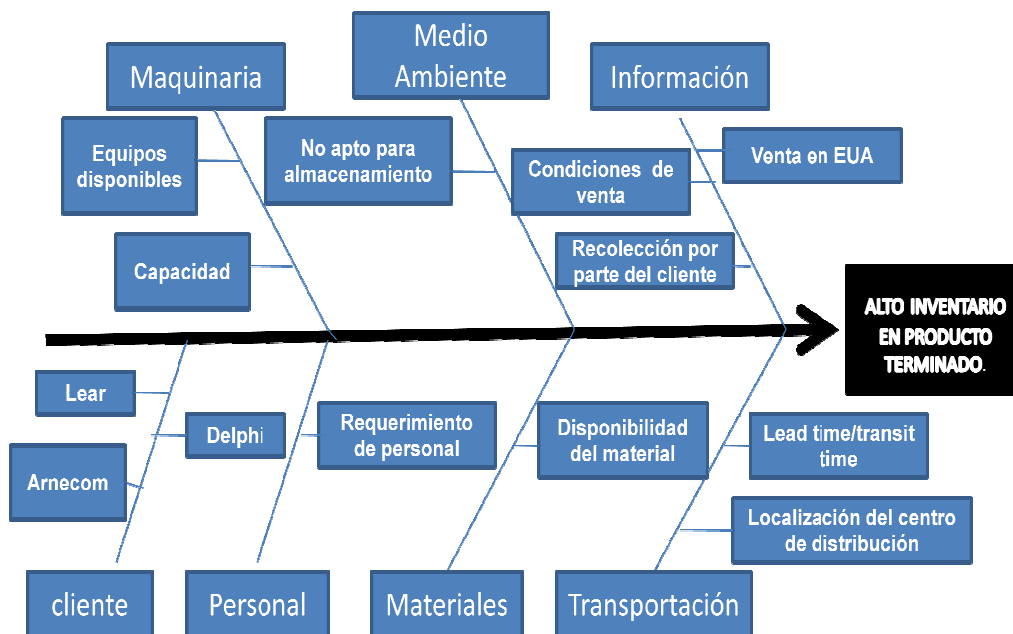 Maquinaria
Medio
Ambiente
Información
Equipos
disponibles
No apto para
almacenamiento
Condiciones de
venta
Venta en EUA
Capacidad
Recolección por
parte del cliente
ALTO INVENTARIO
EN PRODUCTO
TERMINADO.
Lear
Delphi
Arnecom
Requerimiento
de personal
Disponibilidad
del material
Lead time/transit
time
Localización del centro
de distribución
cliente
Personal
Materiales
Transportación